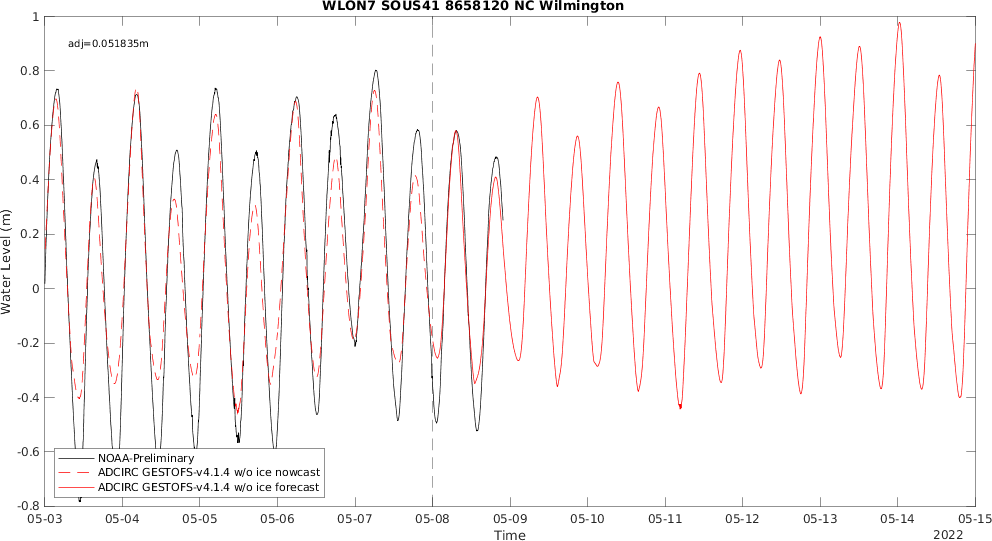 WLON7 SOUS41 8658120 NC Wilmington
adj=0.051835m
1
0.8
0.6
0.4
0.2
0
-0.2
-0.4
-0.6
-0.8
Water Level (m)
NOAA-Preliminary
ADCIRC GESTOFS-v4.1.4 w/o ice nowcast
ADCIRC GESTOFS-v4.1.4 w/o ice forecast
05-03 05-04 05-05 05-06 05-07 05-08 05-09 05-10 05-11 05-12 05-13 05-14 05-15
Time
2022